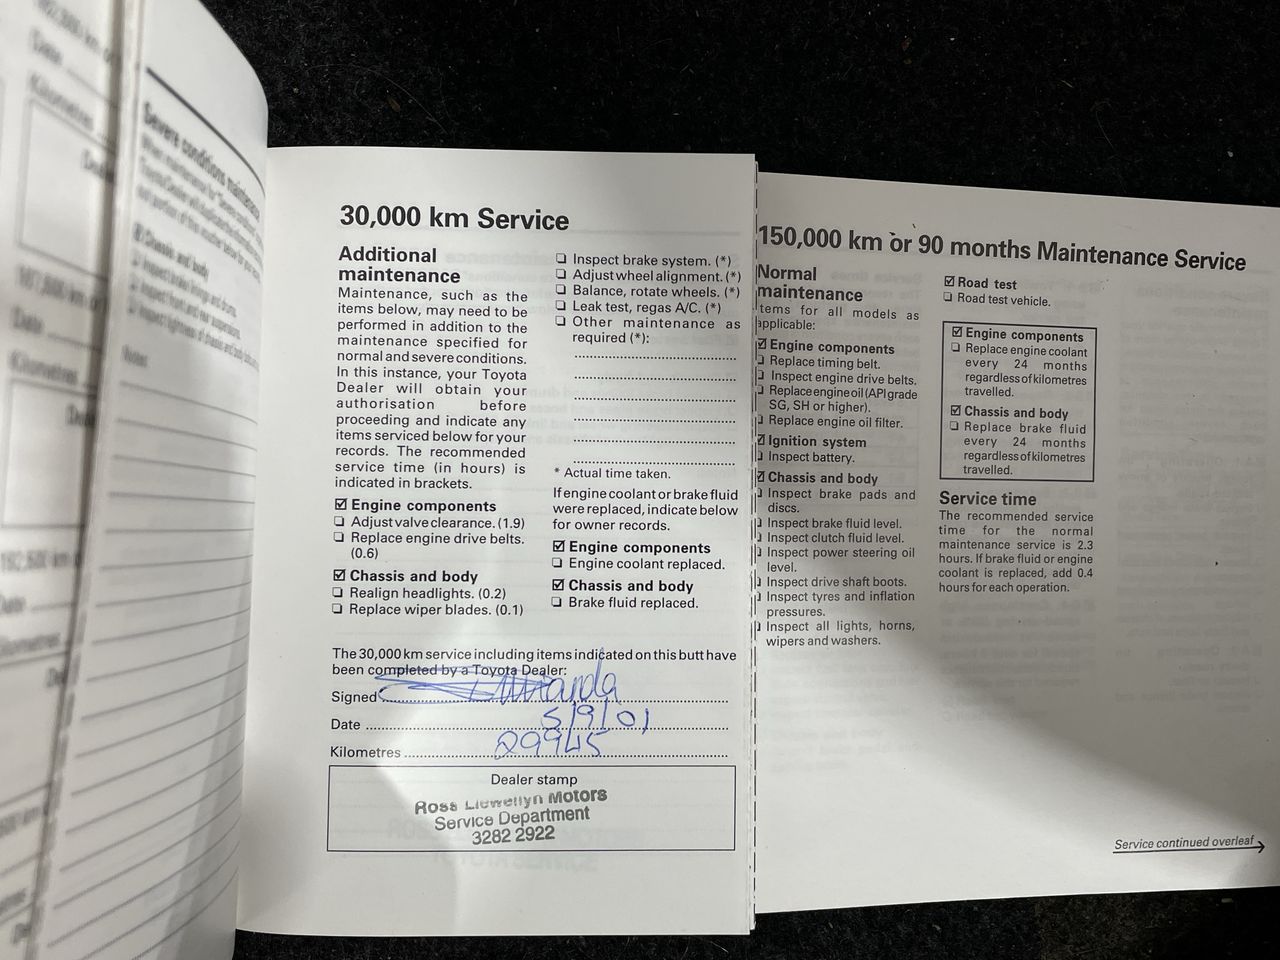 Severe conditions maintenance
Chassis and body
Notes
30,000 km Service
Additional
maintenance
Maintenance, such as the
items below, may need to be
performed in addition to the
maintenance specified for
normal and severe conditions.
In this instance, your Toyota
Dealer will obtain your
authorisation before
proceeding and indicate any
items serviced below for your
records. The recommended
service time (in hours) is
indicated in brackets.
☑ Engine components
❏ Adjust valve clearance. (1.9)
❏ Replace engine drive belts.
(0.6)
☑ Chassis and body
❏ Realign headlights. (0.2)
❏ Replace wiper blades. (0.1)
❏ Inspect brake system. (*)
❏ Adjust wheel alignment. (*)
❏ Balance, rotate wheels. (*)
❏ Leak test, regas A/C. (*)
❏ Other maintenance as
required (*):
* Actual time taken.
If engine coolant or brake fluid
were replaced, indicate below
for owner records.
☑ Engine components
❏ Engine coolant replaced.
☑ Chassis and body
❏ Brake fluid replaced.
The 30,000 km service including items indicated on this butt have
been completed by a Toyota Dealer:
Signed
Date 5/9/01
Kilometres 29945
Dealer stamp
Ross Llewellyn Motors
Service Department
3282 2922
150,000 km or 90 months Maintenance Service
Normal
maintenance
Items for all models as
applicable:
☑ Engine components
❏ Replace timing belt.
❏ Inspect engine drive belts.
❏ Replace engine oil (API grade
SG, SH or higher).
❏ Replace engine oil filter.
☑ Ignition system
❏ Inspect battery.
☑ Chassis and body
❏ Inspect brake pads and
discs.
❏ Inspect brake fluid level.
❏ Inspect clutch fluid level.
❏ Inspect power steering oil
level.
❏ Inspect drive shaft boots.
❏ Inspect tyres and inflation
pressures.
❏ Inspect all lights, horns,
wipers and washers.
☑ Road test
❏ Road test vehicle.
☑ Engine components
❏ Replace engine coolant
every 24 months
regardless of kilometres
travelled.
☑ Chassis and body
❏ Replace brake fluid
every 24 months
regardless of kilometres
travelled.
Service time
The recommended service
time for the normal
maintenance service is 2.3
hours. If brake fluid or engine
coolant is replaced, add 0.4
hours for each operation.
Service continued overleaf